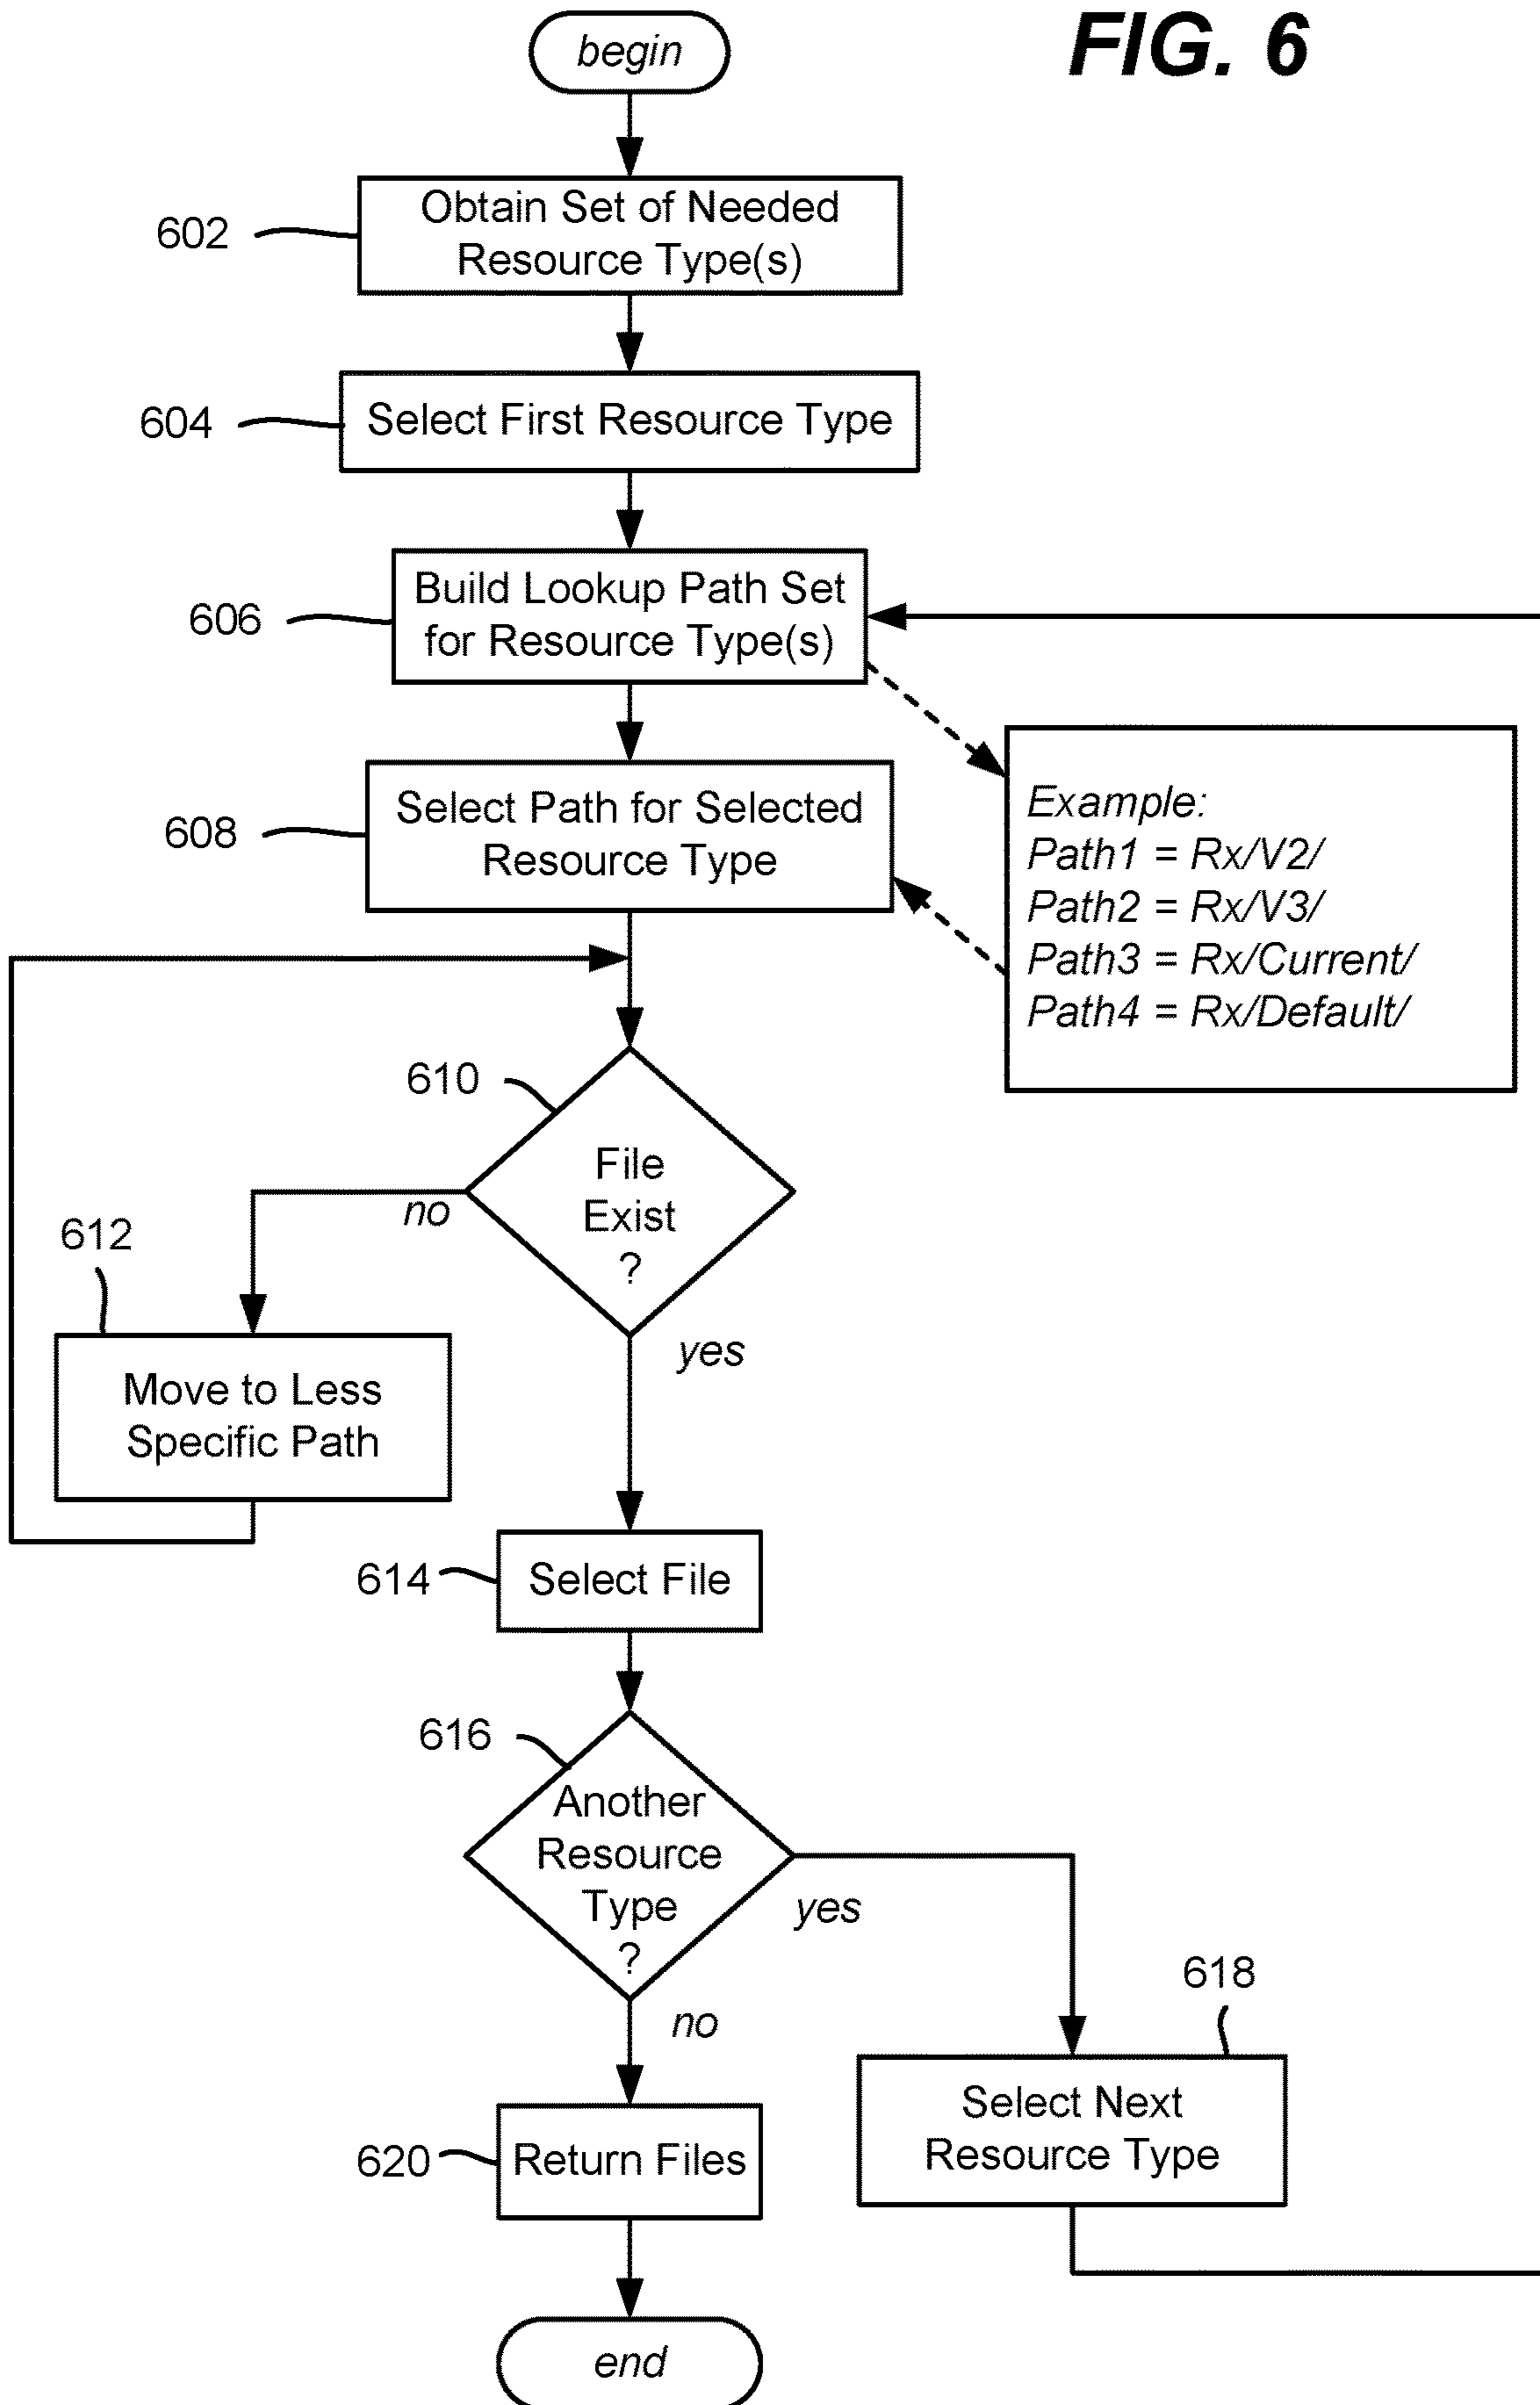 FIG. 6
begin
602
Obtain Set of Needed
Resource Type(s)
604
Select First Resource Type
606
Build Lookup Path Set
for Resource Type(s)
608
Select Path for Selected
Resource Type
Example:
Path1 = Rx/V2/
Path2 = Rx/V3/
Path3 = Rx/Current/
Path4 = Rx/Default/
610
File
Exist
?
no
yes
612
Move to Less
Specific Path
614
Select File
616
Another
Resource
Type
?
yes
no
618
Select Next
Resource Type
620
Return Files
end